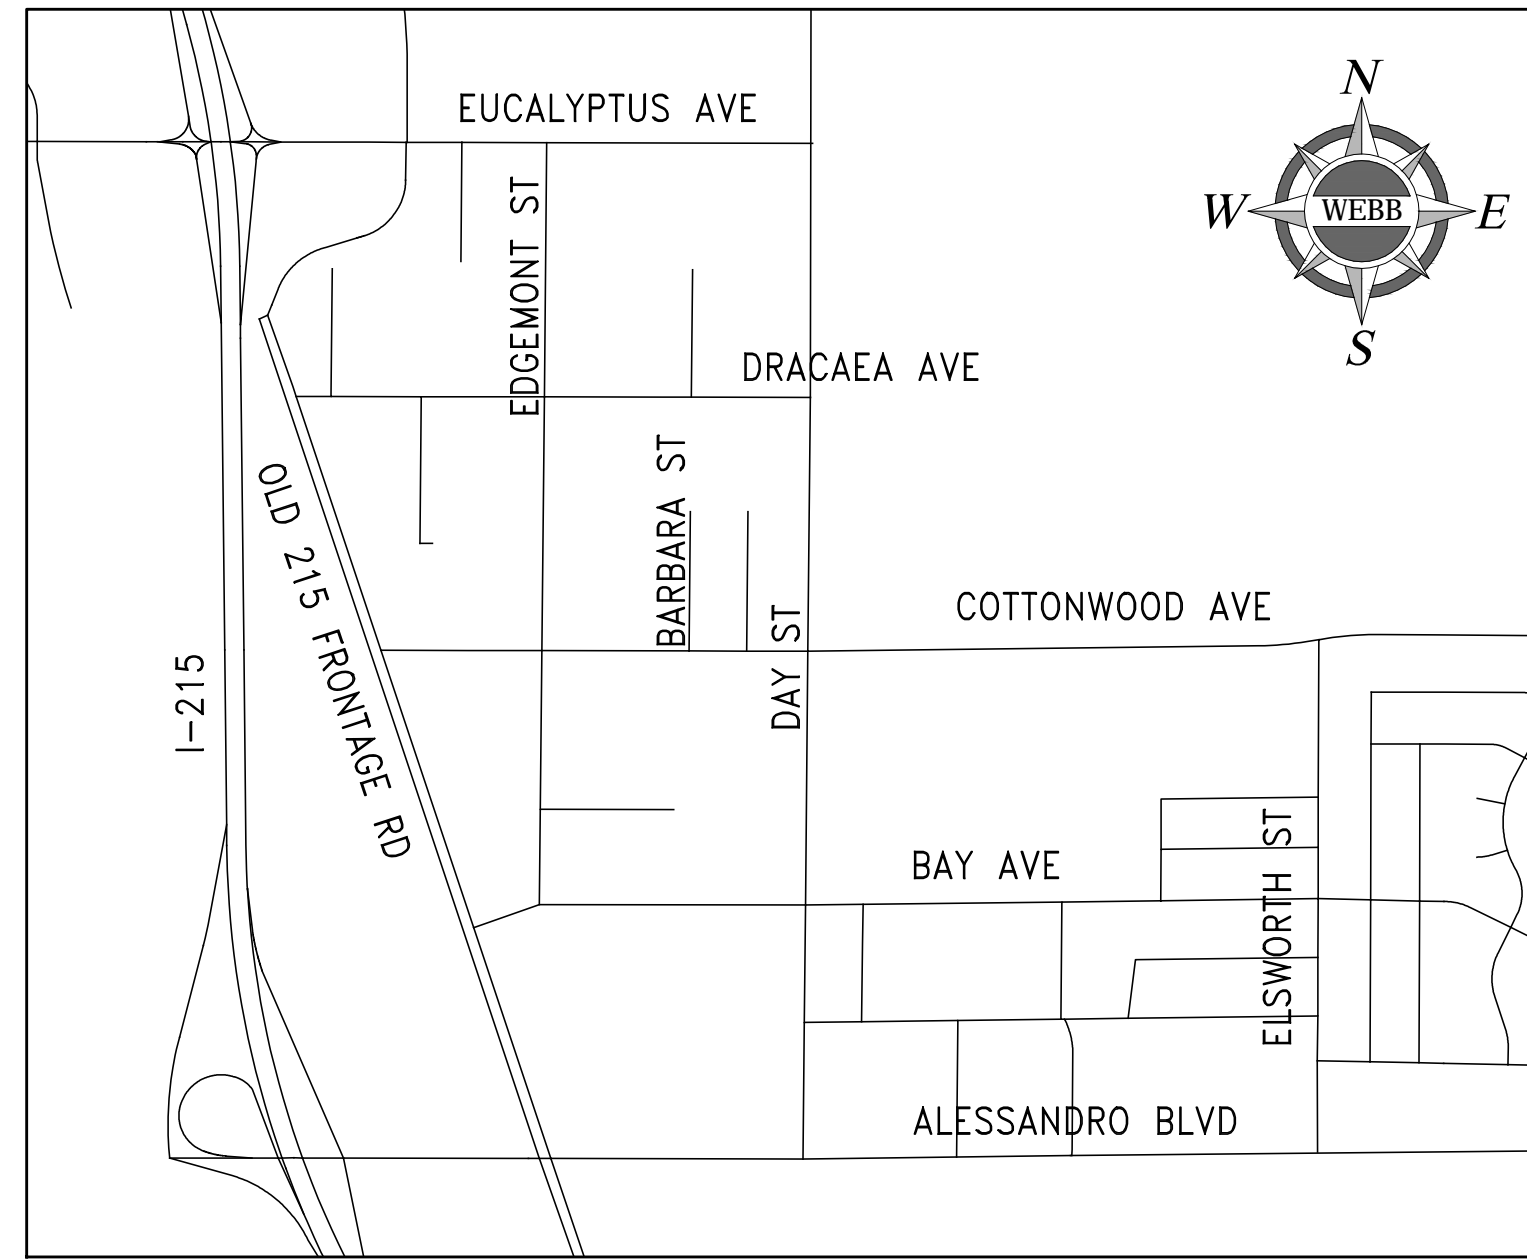 N
EUCALYPTUS AVE
W
WEBB
E
EDGEMONT ST
S
DRACAEA AVE
BARBARA ST
OLD 215 FRONTAGE RD
COTTONWOOD AVE
DAY ST
I-215
BAY AVE
ELSWORTH ST
ALESSANDRO BLVD